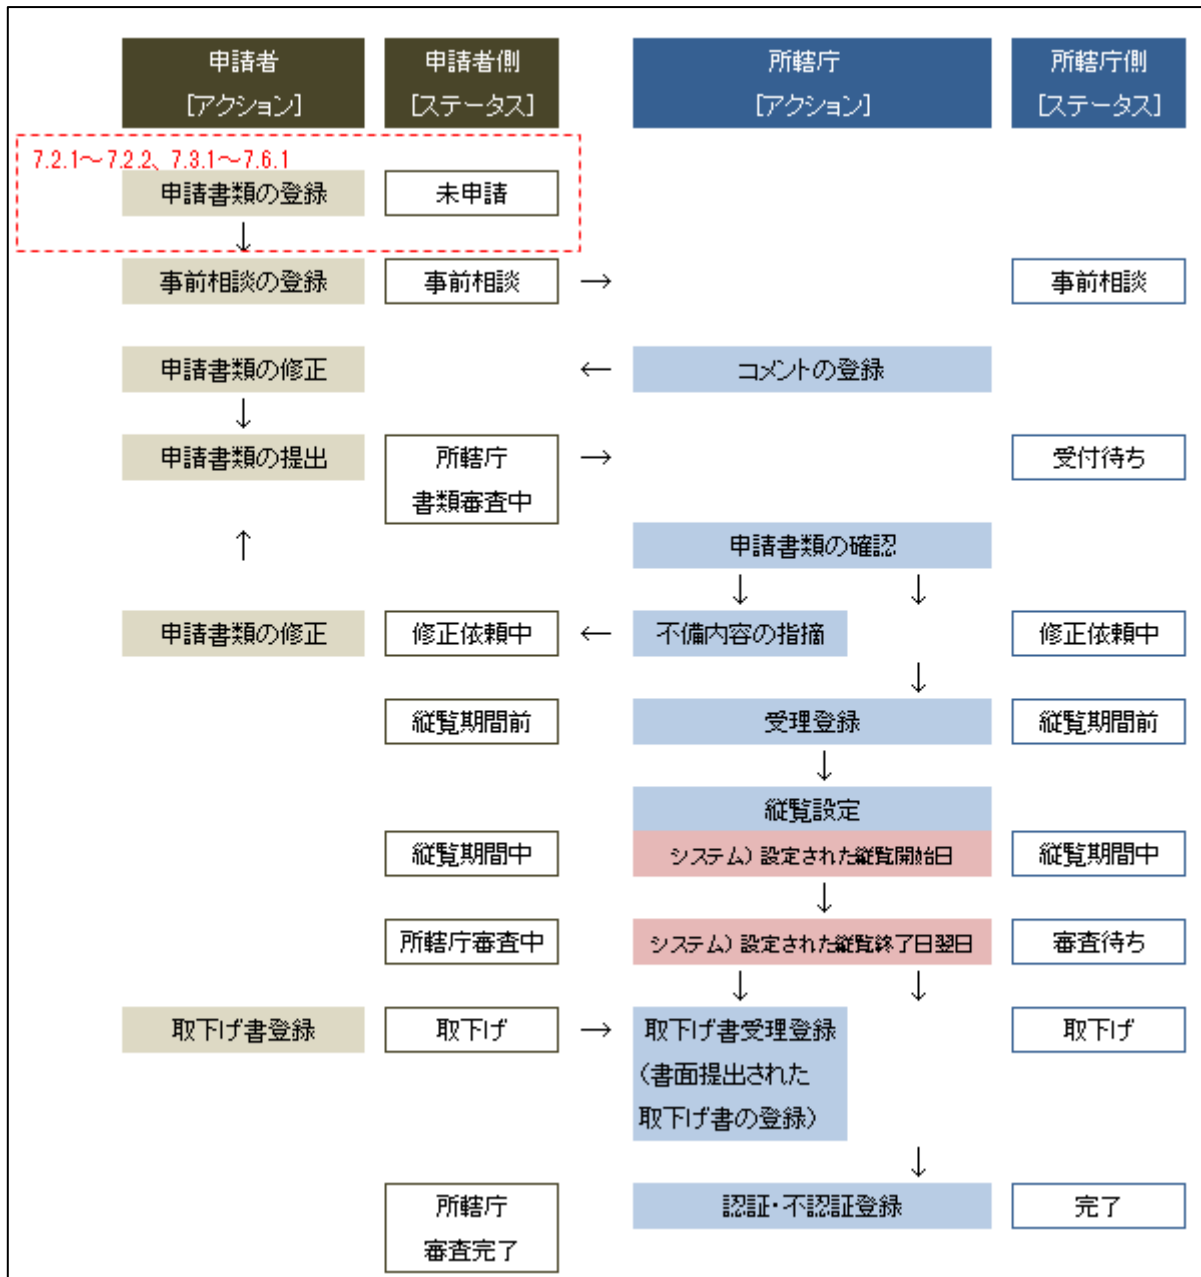 申請者
[アクション]
申請者側
[ステータス]
所轄庁
[アクション]
所轄庁側
[ステータス]
7.2.1～7.2.2、7.3.1～7.6.1
申請書類の登録
未申請
↓
事前相談の登録
事前相談
→
事前相談
申請書類の修正
←
コメントの登録
↓
申請書類の提出
所轄庁
書類審査中
→
受付待ち
↑
申請書類の確認
↓
↓
申請書類の修正
修正依頼中
←
不備内容の指摘
修正依頼中
↓
縦覧期間前
受理登録
縦覧期間前
↓
縦覧設定
縦覧期間中
システム）設定された縦覧開始日
縦覧期間中
↓
所轄庁審査中
システム）設定された縦覧終了日翌日
審査待ち
↓
↓
取下げ書登録
取下げ
→
取下げ書受理登録
（書面提出された
取下げ書の登録）
取下げ
↓
所轄庁
審査完了
認証・不認証登録
完了